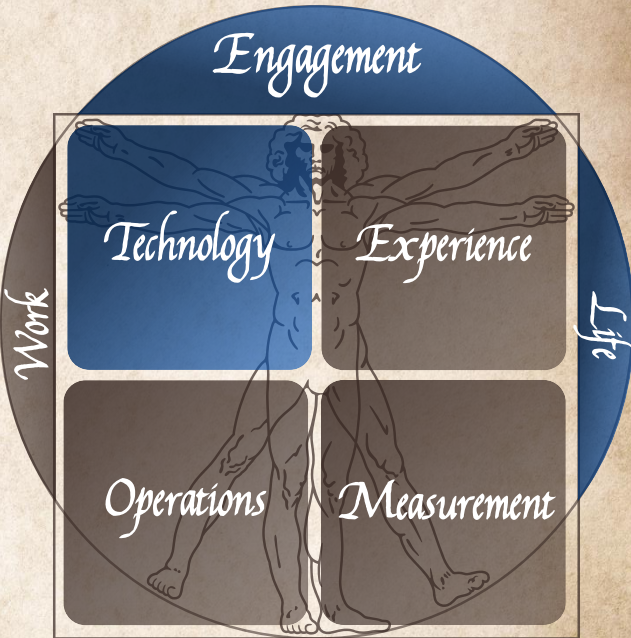 Engagement
Technology
Experience
Work
Life
Operations
Measurement